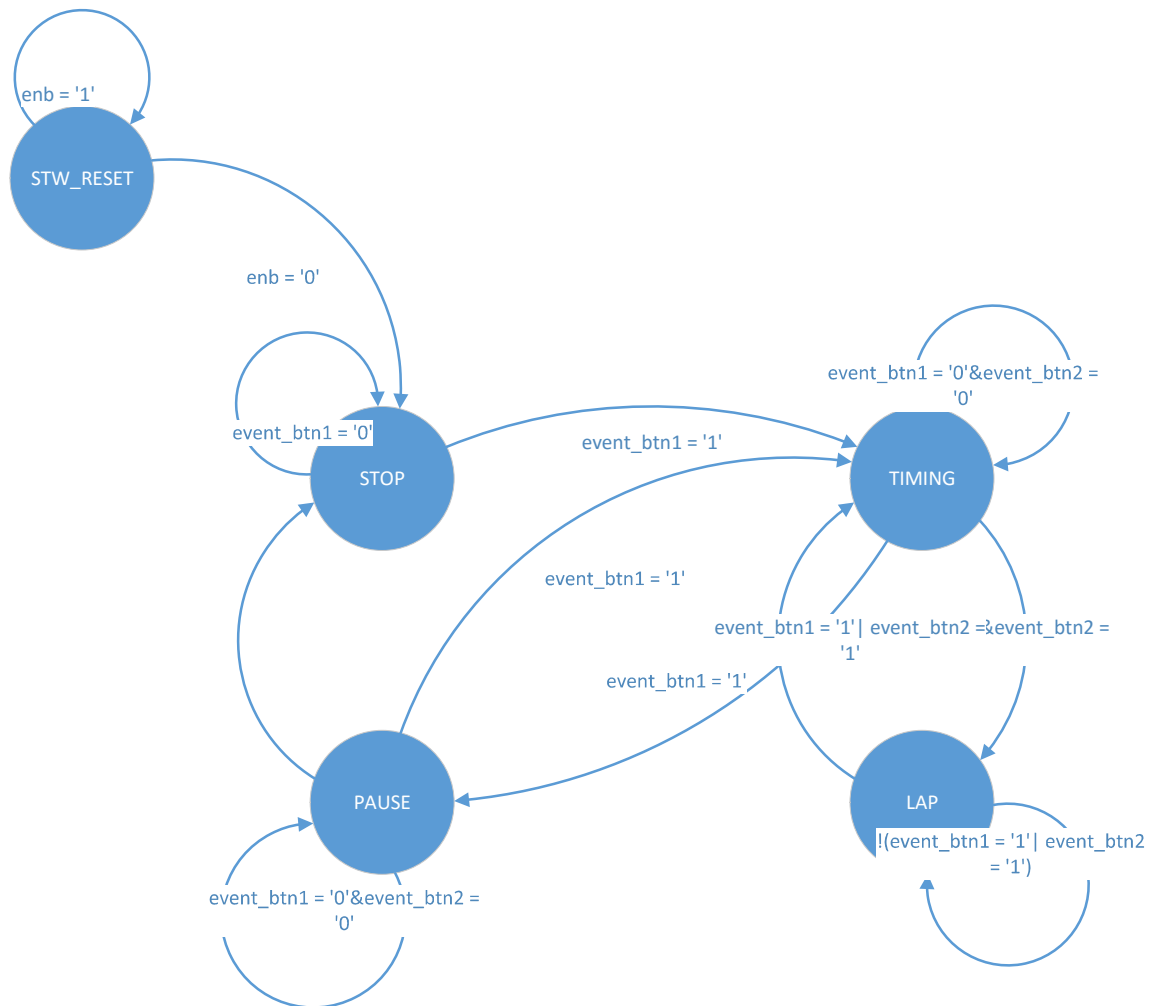 enb = '1'
STW_RESET
enb = '0'
event_btn1 = '0'&event_btn2 =
'0'
event_btn1 = '0'
event_btn1 = '1'
STOP
TIMING
event_btn1 = '1'
event_btn1 = '1'| event_btn2 =
'1'
&event_btn2 =
'1'
event_btn1 = '1'
PAUSE
LAP
!(event_btn1 = '1'| event_btn2
= '1')
event_btn1 = '0'&event_btn2 =
'0'